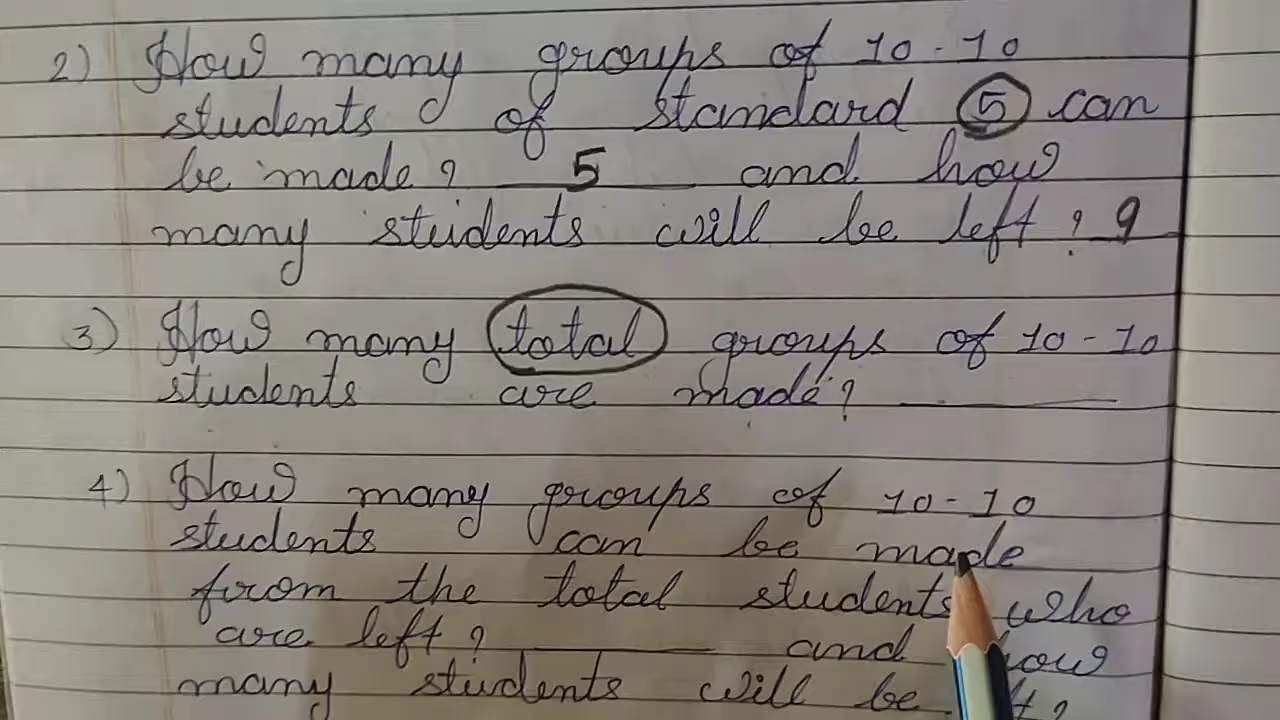 2) How many groups of 10-10
students of standard 5 can
be made? 5 and how
many students will be left? 9
3) How many total groups of 10-10
students are made?
4) How many groups of 10-10
students can be made
from the total students who
are left? and how
many students will be